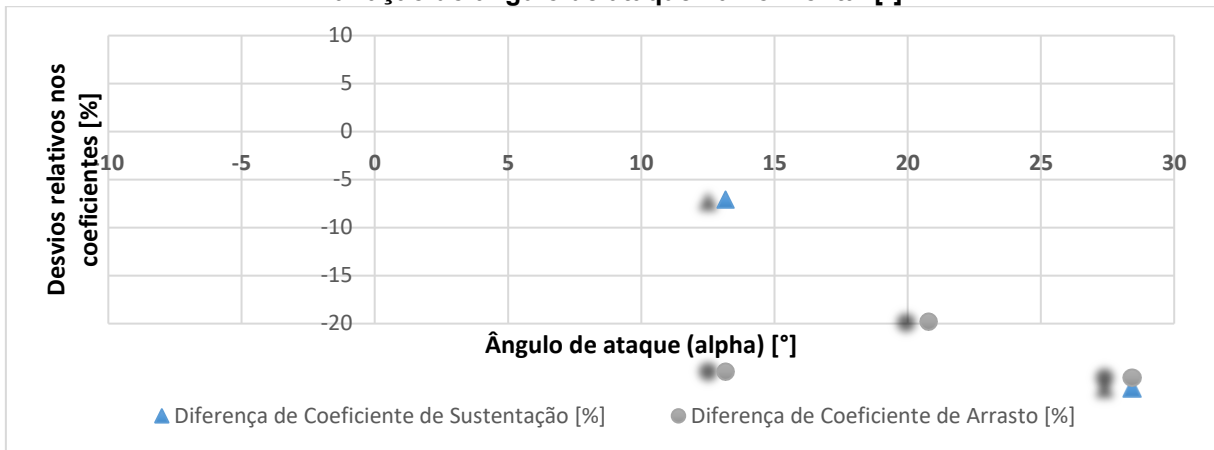 10
5
0
-10 -5 0 5 10 15 20 25 30
-5
-10
-15
-20
Desvios relativos nos
coeficientes [%]
Ângulo de ataque (alpha) [°]
Diferença de Coeficiente de Sustentação [%]
Diferença de Coeficiente de Arrasto [%]